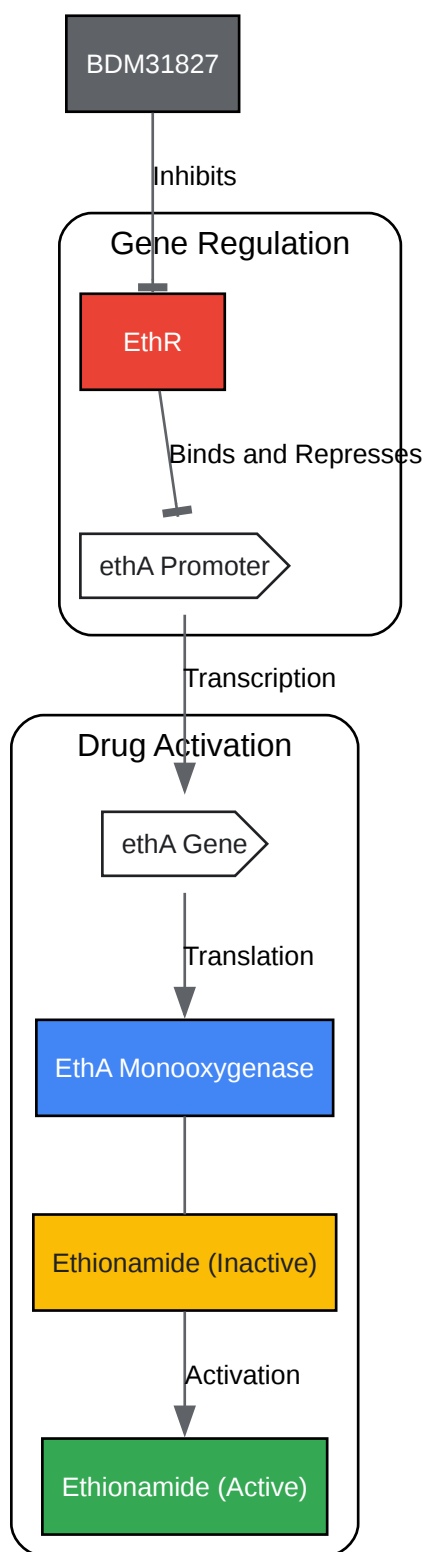 BDM31827
Inhibits
Gene Regulation
EthR
Binds and Represses
ethA Promoter
Transcription
Drug Activation
ethA Gene
Translation
EthA Monooxygenase
Ethionamide (Inactive)
Activation
Ethionamide (Active)